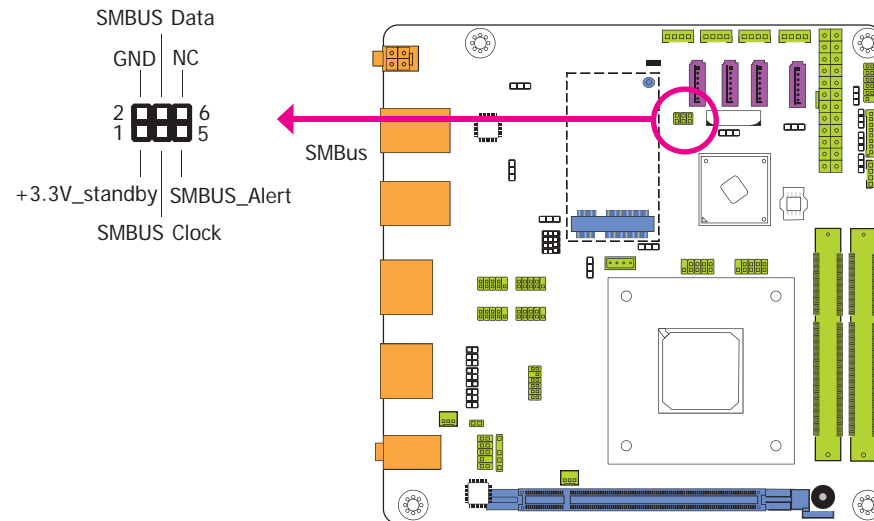 SMBUS Data
GND NC
2 6
1 5
SMBus
+3.3V_standby SMBUS_Alert
SMBUS Clock